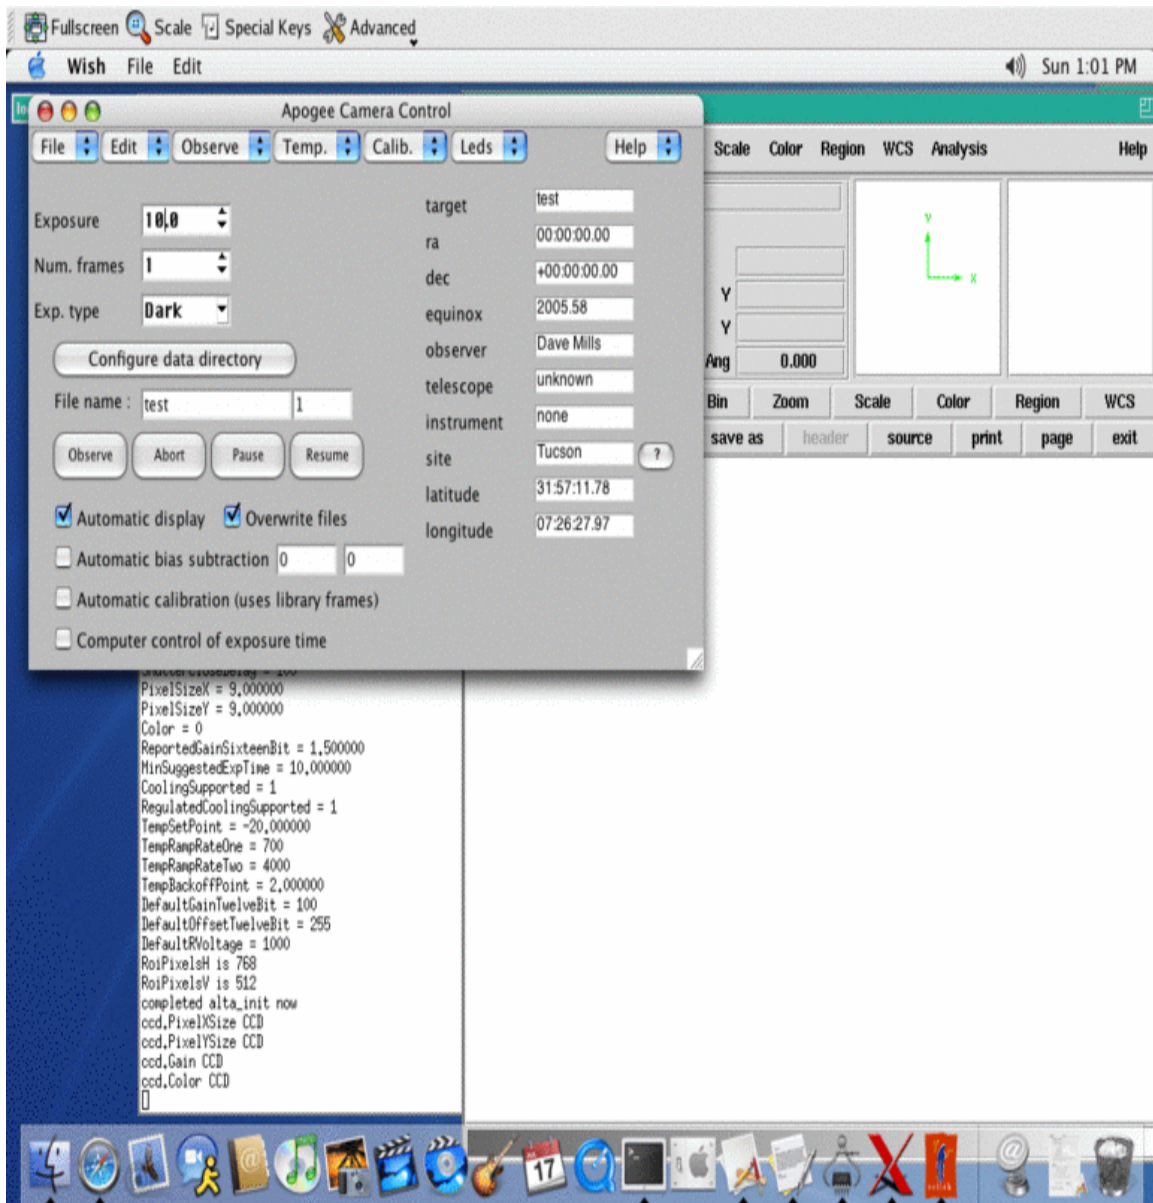 Fullscreen Scale Special Keys Advanced
Wish File Edit Sun 1:01 PM
Apogee Camera Control
File Edit Observe Temp. Calib. Leds Help
Exposure 10.0
Num. frames 1
Exp. type Dark
Configure data directory
File name : test 1
Observe Abort Pause Resume
Automatic display Overwrite files
Automatic bias subtraction 0 0
Automatic calibration (uses library frames)
Computer control of exposure time
target test
ra 00:00:00.00
dec +00:00:00.00
equinox 2005.58
observer Dave Mills
telescope unknown
instrument none
site Tucson ?
latitude 31:57:11.78
longitude 07:26:27.97
Scale Color Region WCS Analysis Help
Y
X
Y
Y
Ang 0.000
Bin Zoom Scale Color Region WCS
save as header source print page exit
ShutterCloseDelay = 100
PixelSizeX = 9.000000
PixelSizeY = 9.000000
Color = 0
ReportedGainSixteenBit = 1.500000
MinSuggestedExpTime = 10.000000
CoolingSupported = 1
RegulatedCoolingSupported = 1
TempSetPoint = -20.000000
TempRampRateOne = 700
TempRampRateTwo = 4000
TempBackoffPoint = 2.000000
DefaultGainTwelveBit = 100
DefaultOffsetTwelveBit = 255
DefaultRVoltage = 1000
RoiPixelsH is 768
RoiPixelsV is 512
completed alta_init now
ccd.PixelXSize CCD
ccd.PixelYSize CCD
ccd.Gain CCD
ccd.Color CCD
17